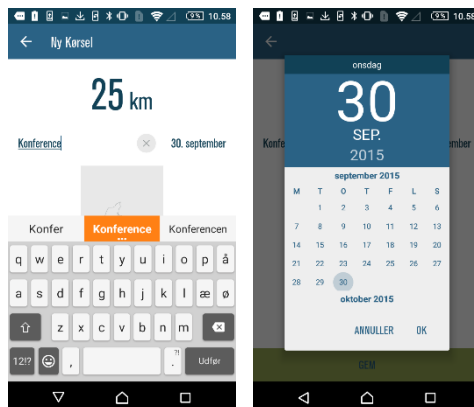 10.58
Ny Kørsel
25 km
Konference
30. september
Konfer Konference Konferencen
q w e r t y u i o p å
a s d f g h j k l æ ø
z x c v b n m
12!? , . ?! Udfør
10.58
onsdag
30
SEP.
2015
september 2015
M T O T F L S
1 2 3 4 5 6
7 8 9 10 11 12 13
14 15 16 17 18 19 20
21 22 23 24 25 26 27
28 29 30
oktober 2015
ANNULLER OK
Konfe
ember
GEM